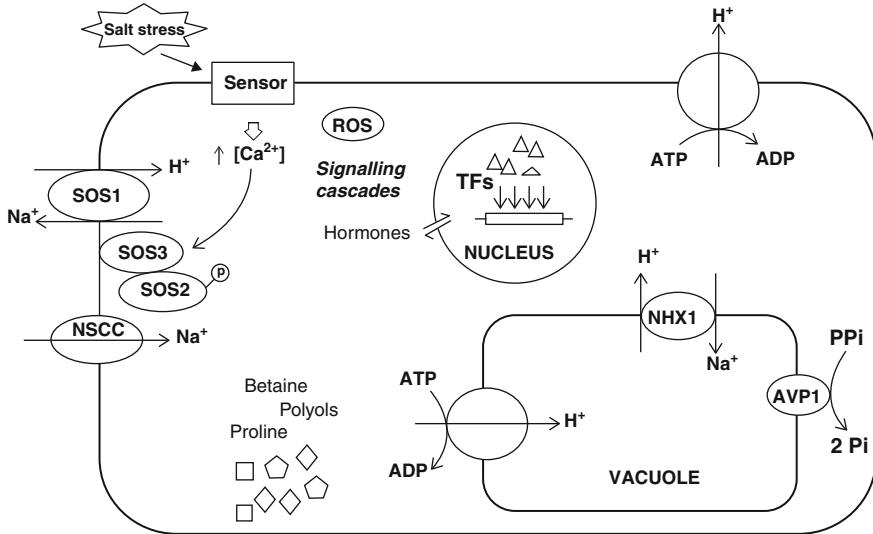 Salt stress
Sensor
H⁺
ROS
↑ [Ca²⁺]
ATP
ADP
H⁺
SOS1
Na⁺
Signalling
cascades
TFs
Hormones
NUCLEUS
SOS3
SOS2
P
NSCC
Na⁺
H⁺
NHX1
Na⁺
PPi
AVP1
2 Pi
ATP
H⁺
ADP
VACUOLE
Betaine
Polyols
Proline